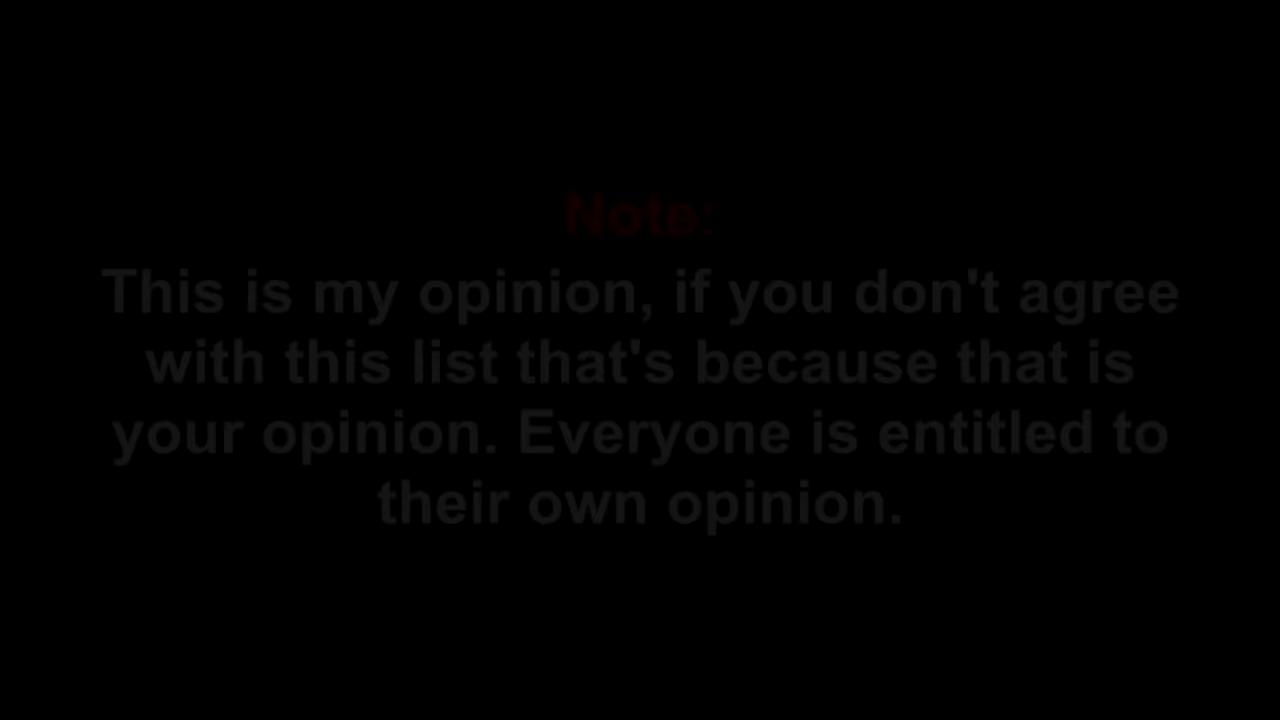 Note:
This is my opinion, if you don't agree
with this list that's because that is
your opinion. Everyone is entitled to
their own opinion.